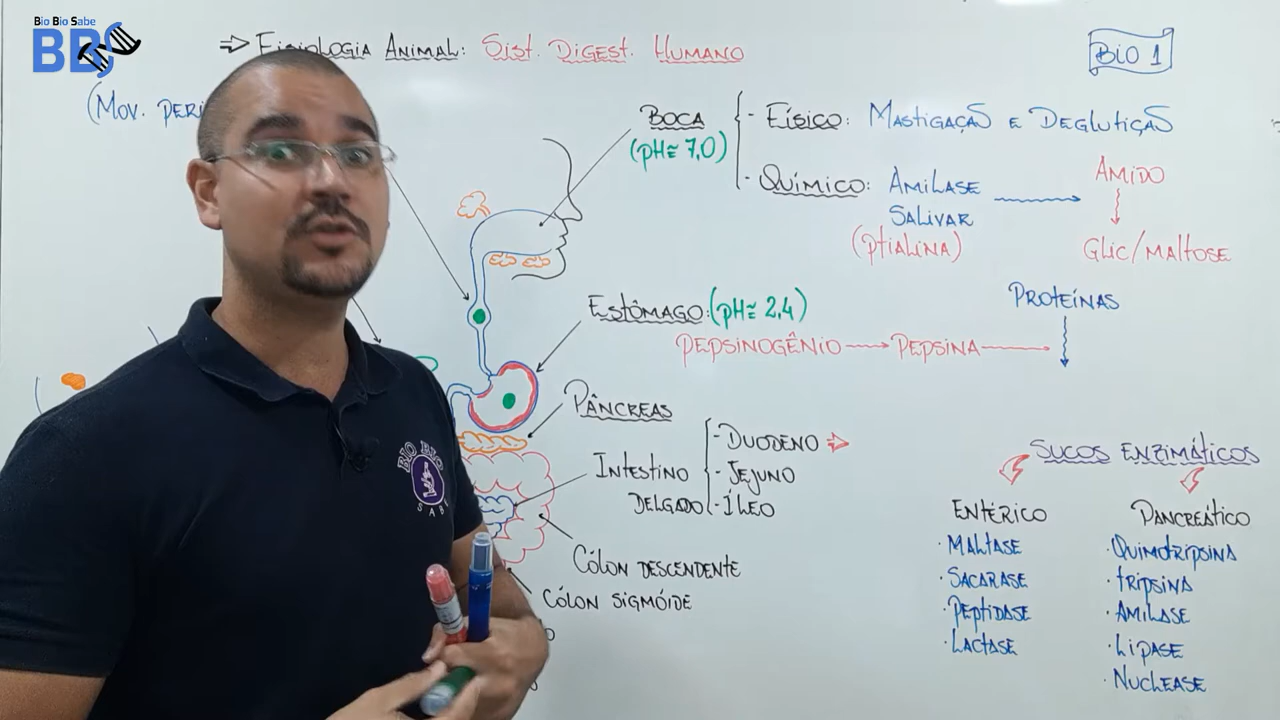 Bio Bio Sabe
BBS
⇒ Fisiologia Animal: Sist. Digest. Humano
BIO 1
(Mov. peri
Boca
(pH≅ 7,0)
- Físico: Mastigação e Deglutição
- Químico: Amilase
Salivar
(ptialina)
Amido
Glic/maltose
Estômago: (pH≅ 2,4)
Proteínas
Pepsinogênio → Pepsina
Pâncreas
Intestino
Delgado
- Duodeno ⇒
- Jejuno
- Íleo
Cólon descendente
Cólon sigmóide
Sucos enzimáticos
Entérico
· Maltase
· Sacarase
· Peptidase
· Lactase
Pancreático
· Quimotripsina
· tripsina
· Amilase
· Lipase
· Nuclease
BIO BIO
SABE